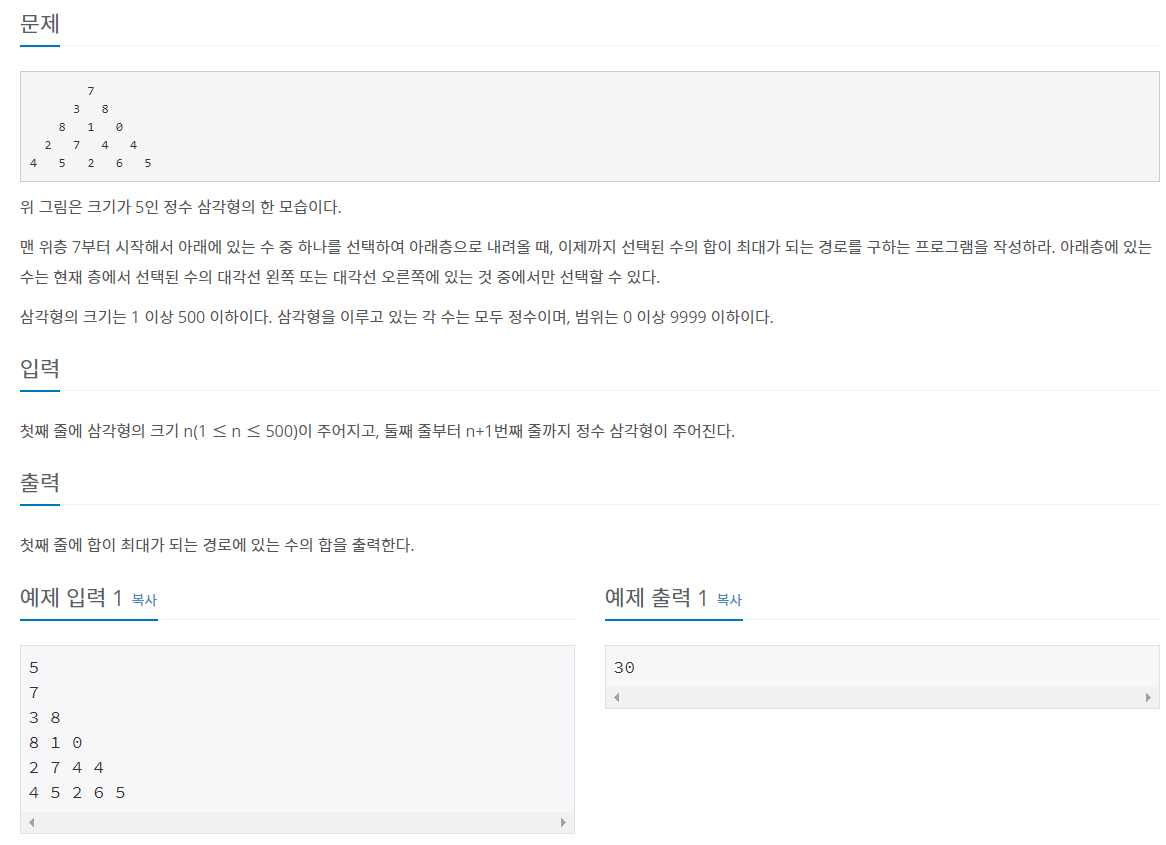 문제
7
3 8
8 1 0
2 7 4 4
4 5 2 6 5
위 그림은 크기가 5인 정수 삼각형의 한 모습이다.
맨 위층 7부터 시작해서 아래에 있는 수 중 하나를 선택하여 아래층으로 내려올 때, 이제까지 선택된 수의 합이 최대가 되는 경로를 구하는 프로그램을 작성하라. 아래층에 있는
수는 현재 층에서 선택된 수의 대각선 왼쪽 또는 대각선 오른쪽에 있는 것 중에서만 선택할 수 있다.
삼각형의 크기는 1 이상 500 이하이다. 삼각형을 이루고 있는 각 수는 모두 정수이며, 범위는 0 이상 9999 이하이다.
입력
첫째 줄에 삼각형의 크기 n(1 ≤ n ≤ 500)이 주어지고, 둘째 줄부터 n+1번째 줄까지 정수 삼각형이 주어진다.
출력
첫째 줄에 합이 최대가 되는 경로에 있는 수의 합을 출력한다.
예제 입력 1 복사
5
7
3 8
8 1 0
2 7 4 4
4 5 2 6 5
예제 출력 1 복사
30